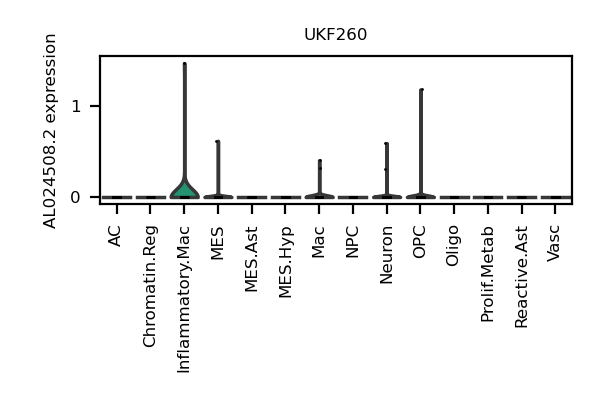 UKF260
AL024508.2 expression
1
0
AC
Chromatin.Reg
Inflammatory.Mac
MES
MES.Ast
MES.Hyp
Mac
NPC
Neuron
OPC
Oligo
Prolif.Metab
Reactive.Ast
Vasc